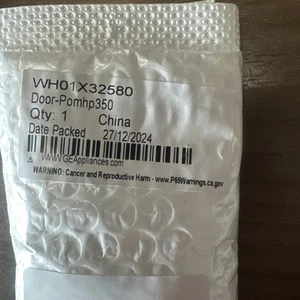 WH01X32580
Door-Pomhp350
Qty: 1 China
Date Packed 27/12/2024
www.GEAppliances.com
WARNING: Cancer and Reproductive Harm - www.P65Warnings.ca.gov